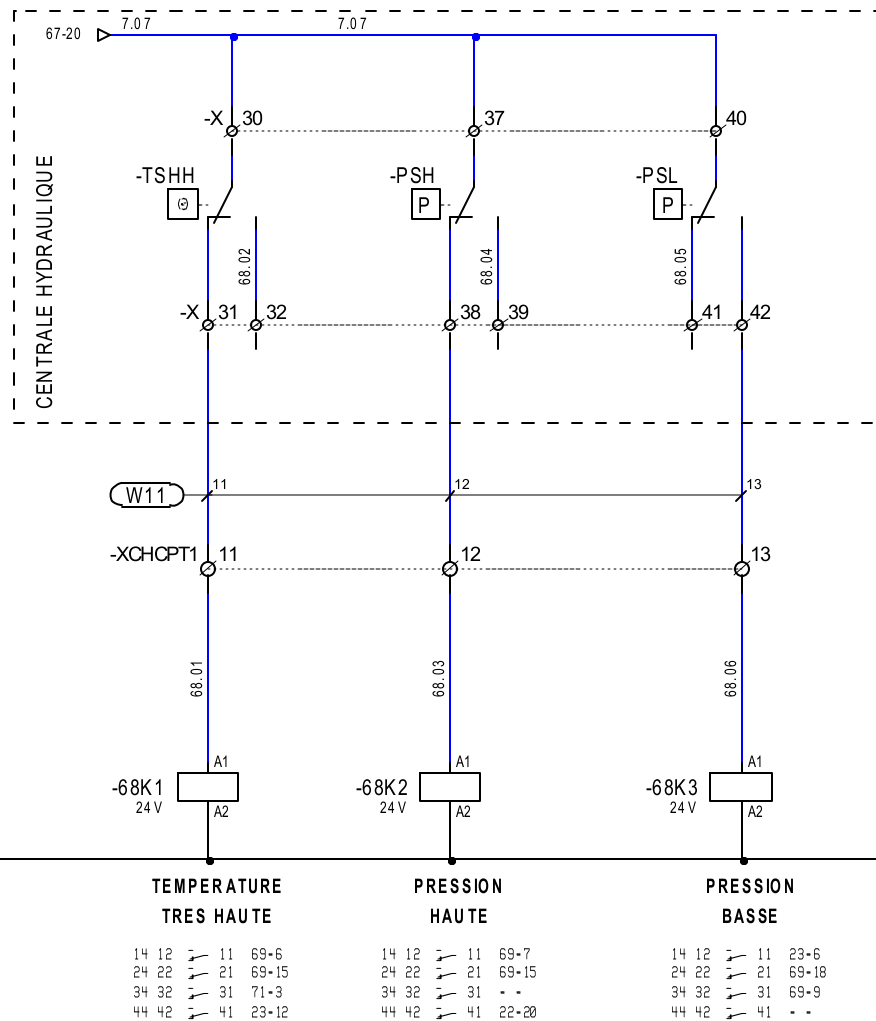 67-20 7.07 7.07
-X 30 37 40
-TSHH -PSH -PSL
P P
CENTRALE HYDRAULIQUE
68.02 68.04 68.05
-X 31 32 38 39 41 42
W11 11 12 13
-XCHCPT1 11 12 13
68.01 68.03 68.06
A1 A1 A1
-68K1 -68K2 -68K3
24 V 24 V 24 V
A2 A2 A2
TEMPERATURE PRESSION PRESSION
TRES HAUTE HAUTE BASSE
14 12 11 69-6 14 12 11 69-7 14 12 11 23-6
24 22 21 69-15 24 22 21 69-15 24 22 21 69-18
34 32 31 71-3 34 32 31 - - 34 32 31 69-9
44 42 41 23-12 44 42 41 22-20 44 42 41 - -